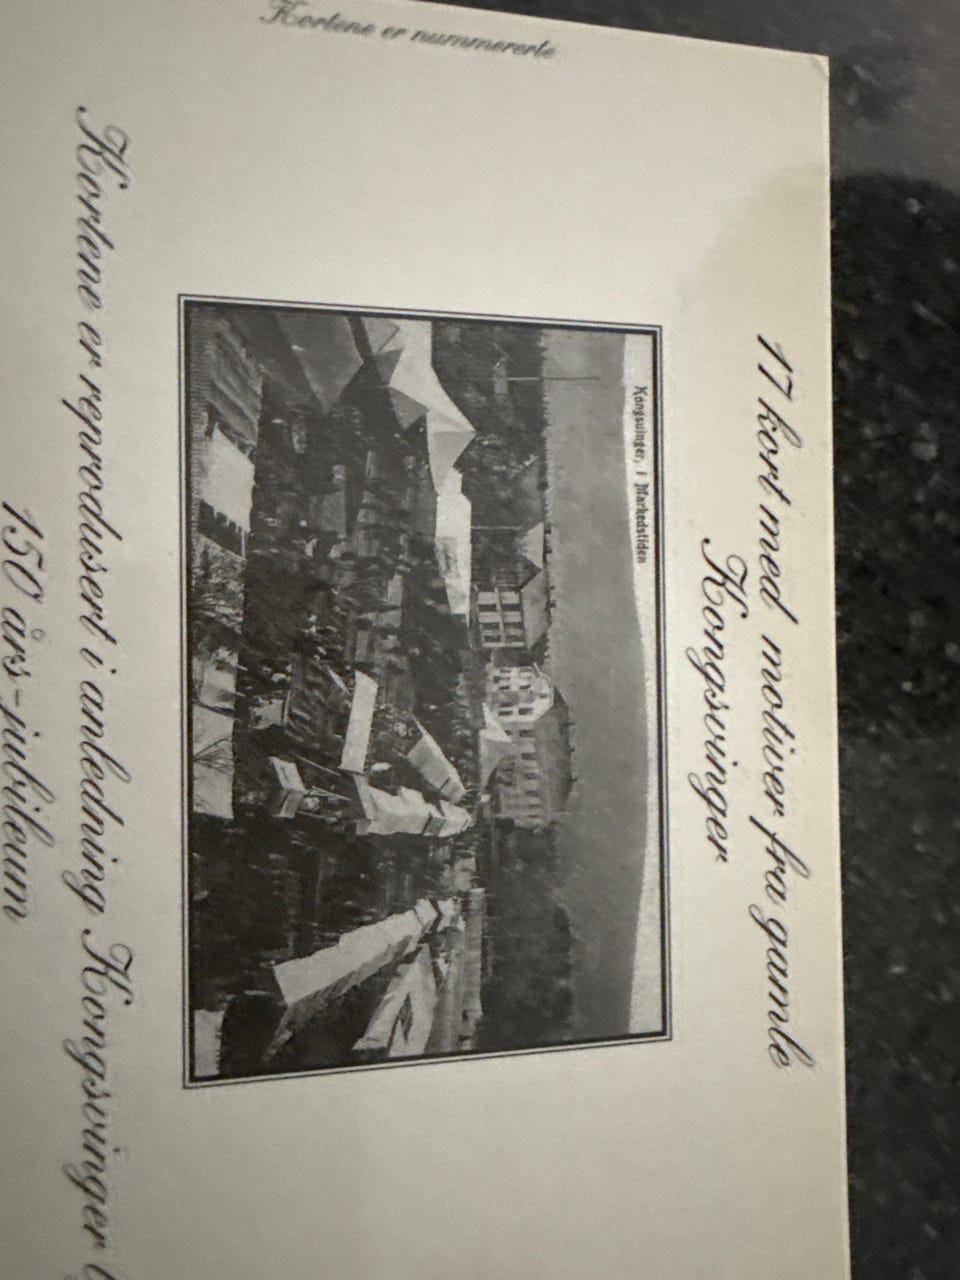 17 kort med motiver fra gamle
Kongsvinger
Kongsvinger, i Markedstiden
Kortene er reprodusert i anledning Kongsvinger
150 års-jubileum
Kortene er nummererte